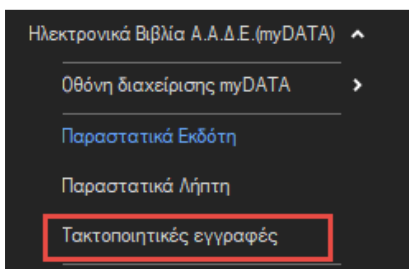 Ηλεκτρονικά Βιβλία Α.Α.Δ.Ε.(myDATA)
Οθόνη διαχείρισης myDATA
Παραστατικά Εκδότη
Παραστατικά Λήπτη
Τακτοποιητικές εγγραφές